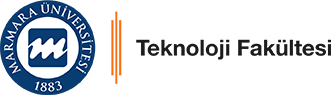 MARMARA ÜNİVERSİTESİ
m
1883
Teknoloji Fakültesi